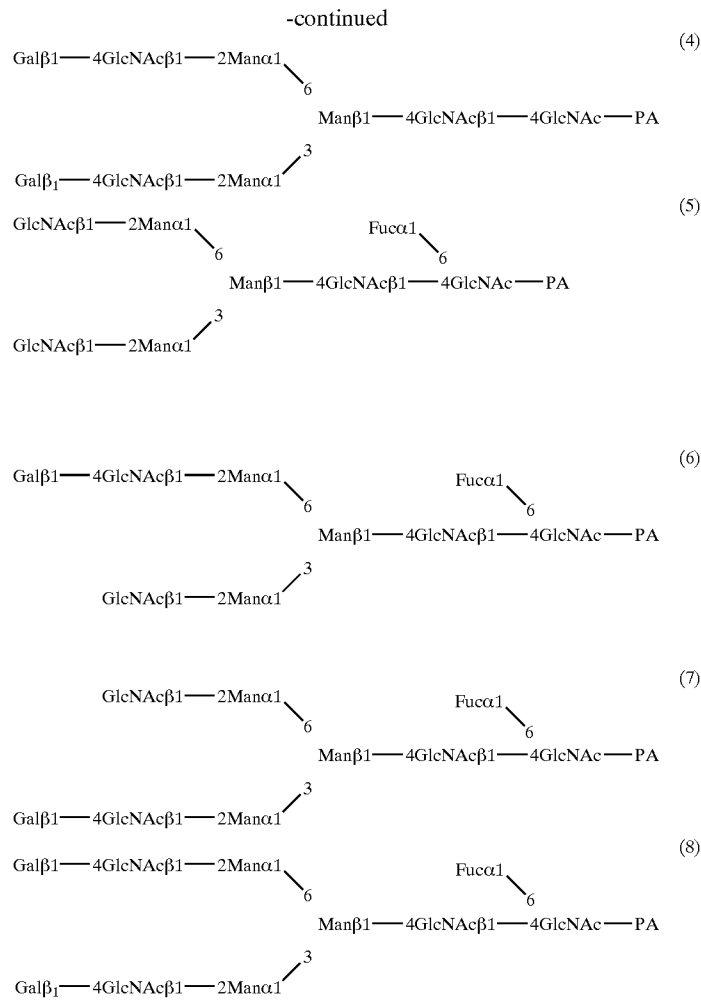 -continued
(4)
Galβ1—4GlcNAcβ1—2Manα1
6
Manβ1—4GlcNAcβ1—4GlcNAc—PA
3
Galβ₁—4GlcNAcβ1—2Manα1
(5)
GlcNAcβ1—2Manα1
Fucα1
6
6
Manβ1—4GlcNAcβ1—4GlcNAc—PA
3
GlcNAcβ1—2Manα1
(6)
Galβ1—4GlcNAcβ1—2Manα1
Fucα1
6
6
Manβ1—4GlcNAcβ1—4GlcNAc—PA
3
GlcNAcβ1—2Manα1
(7)
GlcNAcβ1—2Manα1
Fucα1
6
6
Manβ1—4GlcNAcβ1—4GlcNAc—PA
3
Galβ1—4GlcNAcβ1—2Manα1
(8)
Galβ1—4GlcNAcβ1—2Manα1
Fucα1
6
6
Manβ1—4GlcNAcβ1—4GlcNAc—PA
3
Galβ₁—4GlcNAcβ1—2Manα1